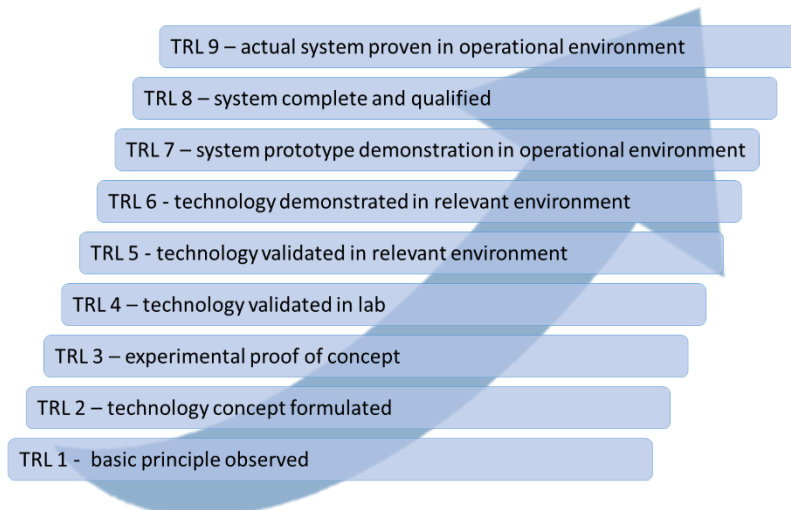 TRL 9 – actual system proven in operational environment
TRL 8 – system complete and qualified
TRL 7 – system prototype demonstration in operational environment
TRL 6 - technology demonstrated in relevant environment
TRL 5 - technology validated in relevant environment
TRL 4 – technology validated in lab
TRL 3 – experimental proof of concept
TRL 2 – technology concept formulated
TRL 1 - basic principle observed